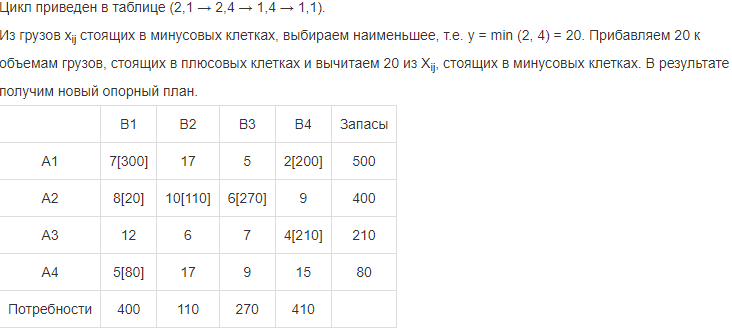 Цикл приведен в таблице (2,1 → 2,4 → 1,4 → 1,1).
Из грузов xij стоящих в минусовых клетках, выбираем наименьшее, т.е. y = min (2, 4) = 20. Прибавляем 20 к
объемам грузов, стоящих в плюсовых клетках и вычитаем 20 из Xij, стоящих в минусовых клетках. В результате
получим новый опорный план.
B1 B2 B3 B4 Запасы
A1 7[300] 17 5 2[200] 500
A2 8[20] 10[110] 6[270] 9 400
A3 12 6 7 4[210] 210
A4 5[80] 17 9 15 80
Потребности 400 110 270 410